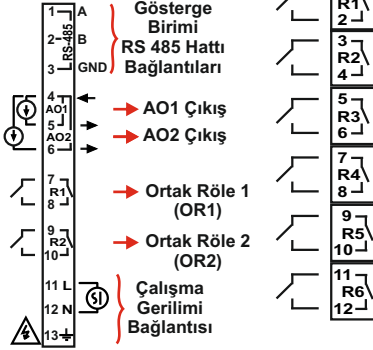 1 A
2 B
RS-485
3 GND
Gösterge
Birimi
RS 485 Hattı
Bağlantıları
4
AO1
5
AO2
6
AO1 Çıkış
AO2 Çıkış
7
R1
8
Ortak Röle 1
(OR1)
9
R2
10
Ortak Röle 2
(OR2)
11 L
12 N
13
Çalışma
Gerilimi
Bağlantısı
R1
2
3
R2
4
5
R3
6
7
R4
8
9
R5
10
11
R6
12